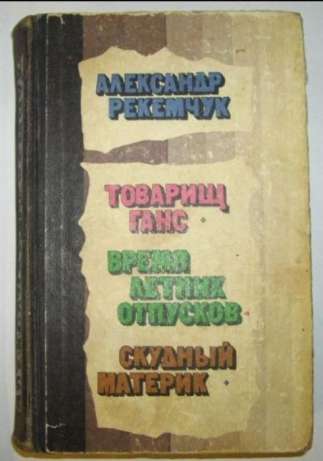 АЛЕКСАНДР
РЕКЕМЧУК
ТОВАРИЩ
ГАНС
ВРЕМЯ
ЛЕТНИХ
ОТПУСКОВ
СКУДНЫЙ
МАТЕРИК